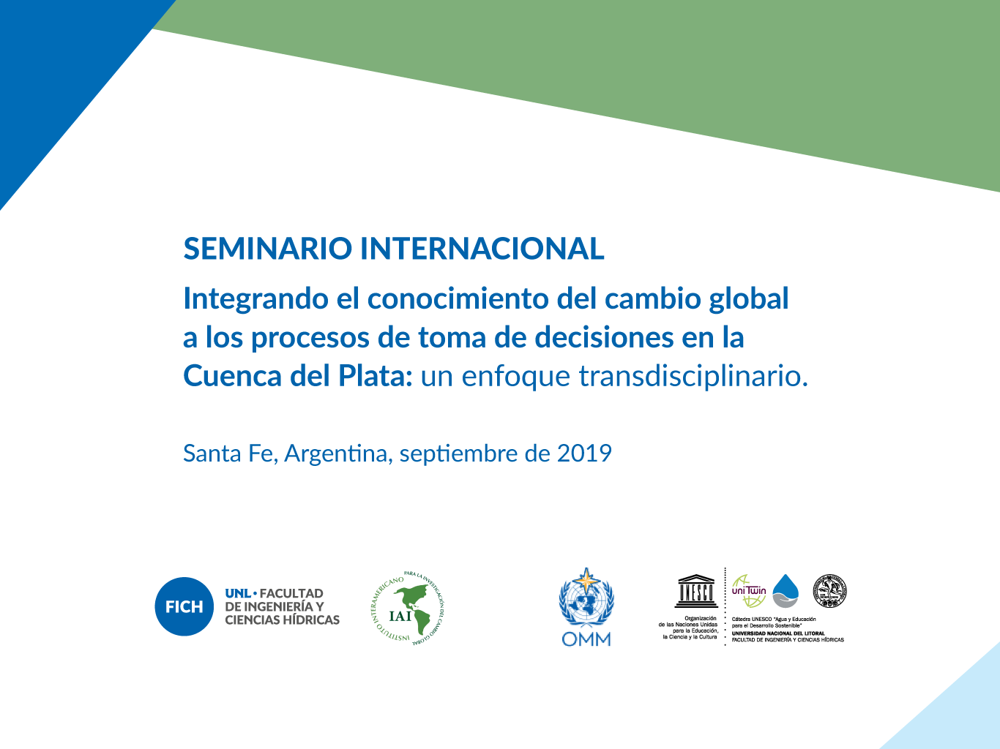 SEMINARIO INTERNACIONAL
Integrando el conocimiento del cambio global
a los procesos de toma de decisiones en la
Cuenca del Plata: un enfoque transdisciplinario.
Santa Fe, Argentina, septiembre de 2019
FICH
UNL • FACULTAD
DE INGENIERÍA Y
CIENCIAS HÍDRICAS
INSTITUTO INTERAMERICANO PARA LA INVESTIGACIÓN DEL CAMBIO GLOBAL
IAI
OMM
UNESCO
Organización
de las Naciones Unidas
para la Educación,
la Ciencia y la Cultura
uniTwin
Cátedra UNESCO "Agua y Educación
para el Desarrollo Sostenible"
UNIVERSIDAD NACIONAL DEL LITORAL
FACULTAD DE INGENIERÍA Y CIENCIAS HÍDRICAS